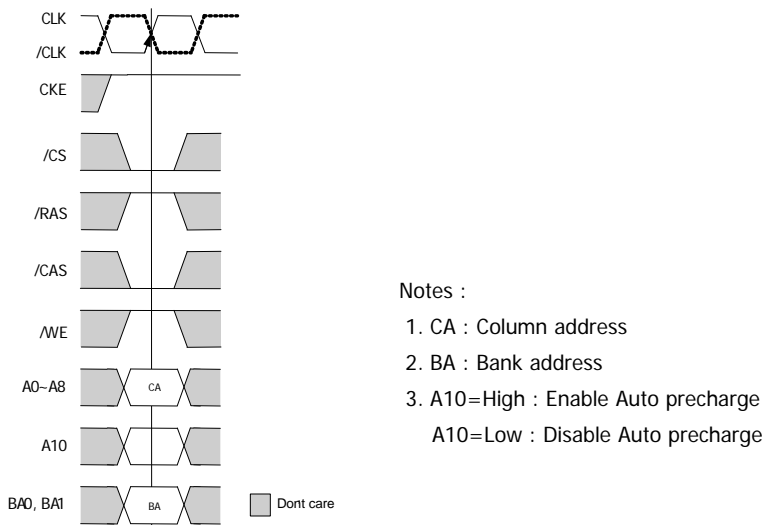 CLK
/CLK
CKE
/CS
/RAS
/CAS
/WE
A0~A8
CA
A10
BA0, BA1
BA
Dont care
Notes :
1. CA : Column address
2. BA : Bank address
3. A10=High : Enable Auto precharge
A10=Low : Disable Auto precharge